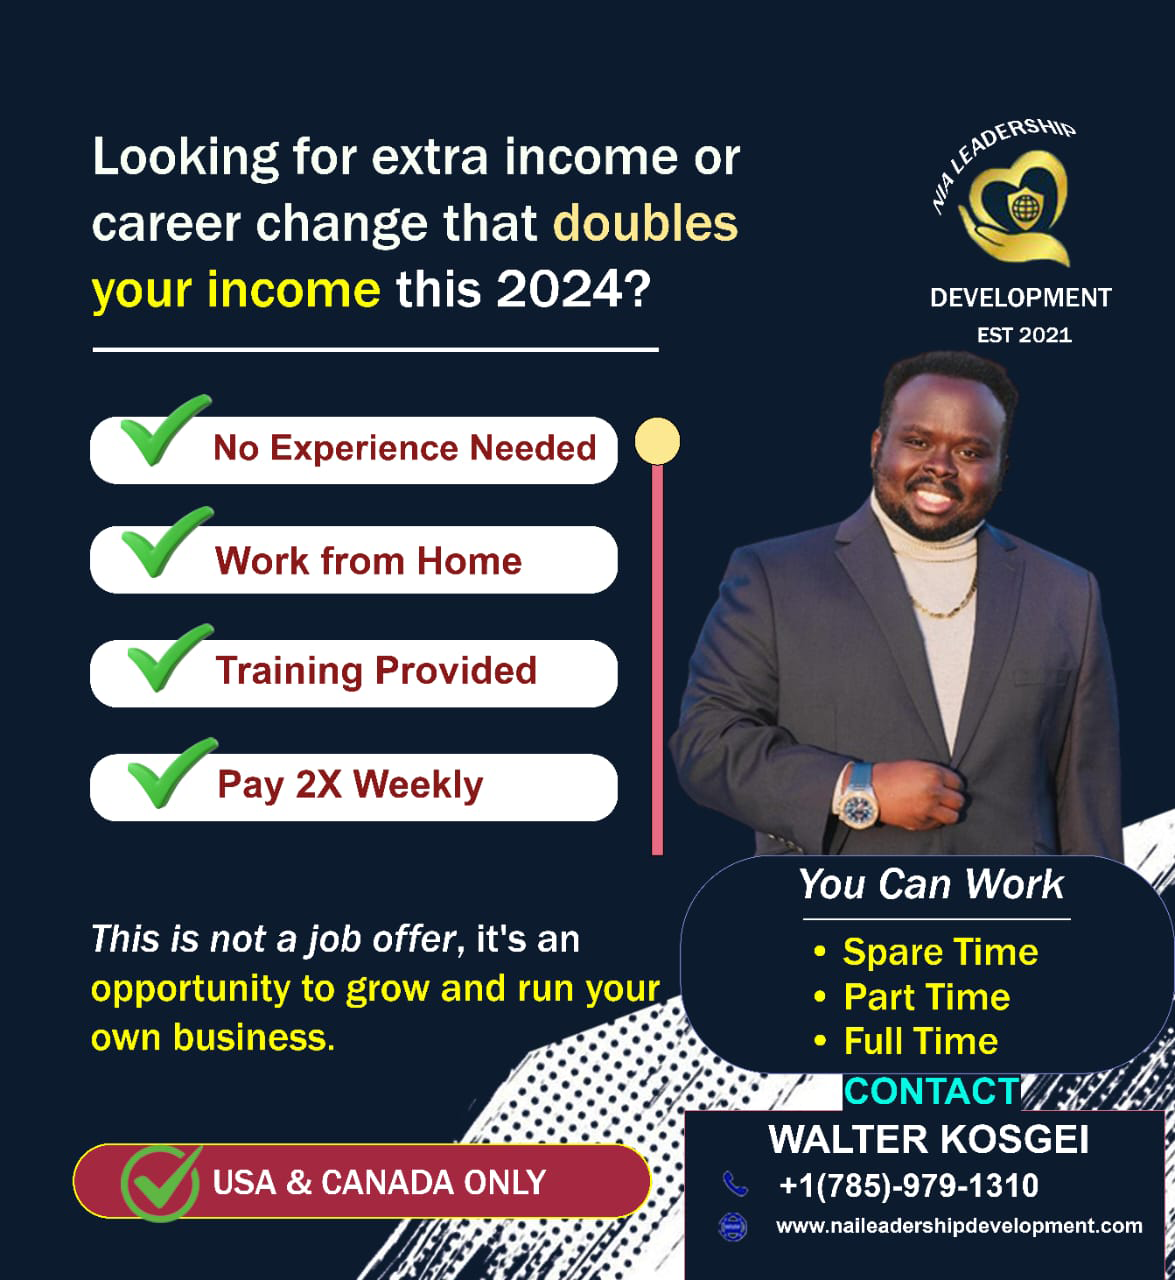 Looking for extra income or
career change that doubles
your income this 2024?
NIA LEADERSHIP
DEVELOPMENT
EST 2021
No Experience Needed
Work from Home
Training Provided
Pay 2X Weekly
This is not a job offer, it's an
opportunity to grow and run your
own business.
USA & CANADA ONLY
You Can Work
• Spare Time
• Part Time
• Full Time
CONTACT
WALTER KOSGEI
+1(785)-979-1310
www.naileadershipdevelopment.com